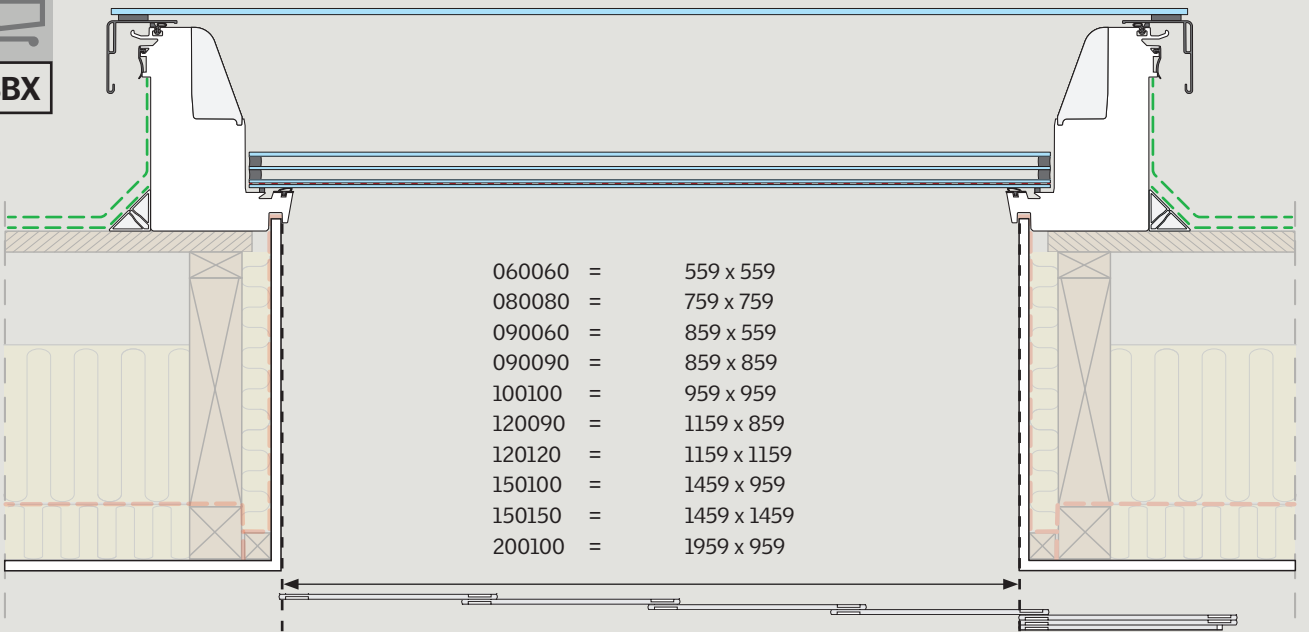 BX
060060 = 559 x 559
080080 = 759 x 759
090060 = 859 x 559
090090 = 859 x 859
100100 = 959 x 959
120090 = 1159 x 859
120120 = 1159 x 1159
150100 = 1459 x 959
150150 = 1459 x 1459
200100 = 1959 x 959